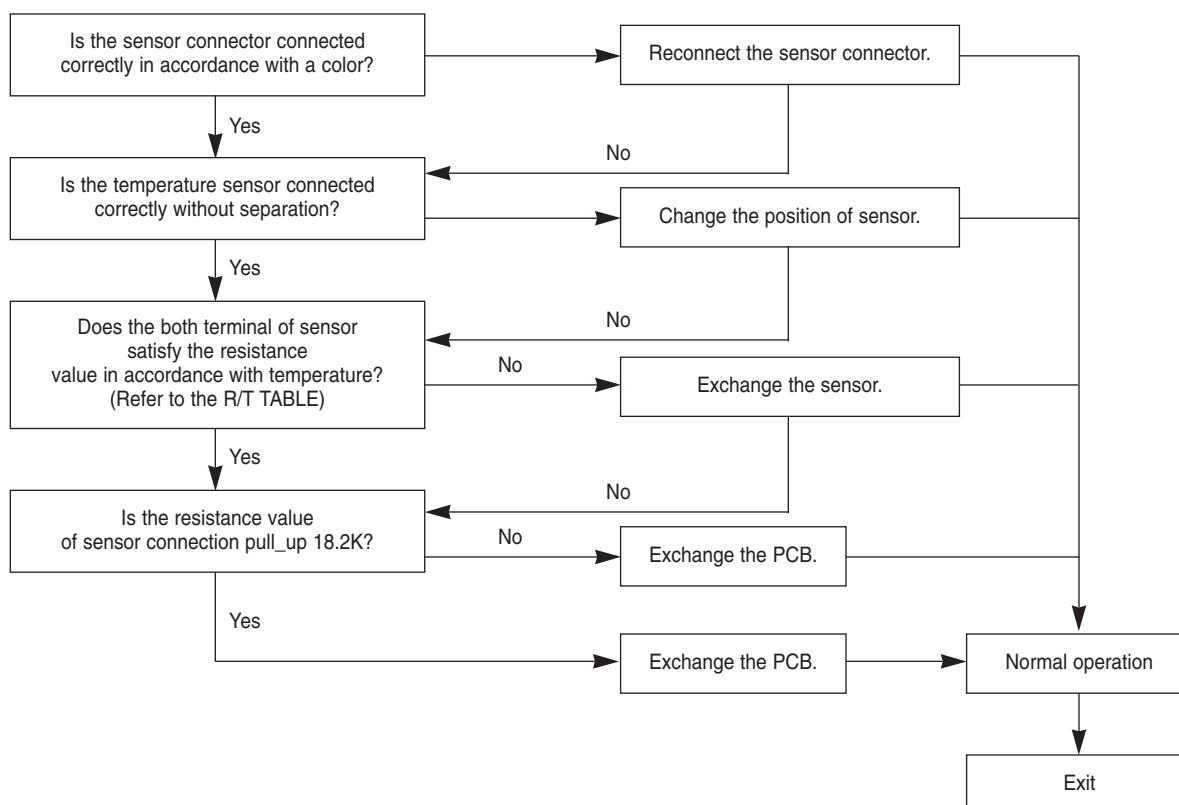 Is the sensor connector connected
correctly in accordance with a color?
Reconnect the sensor connector.
Yes
No
Is the temperature sensor connected
correctly without separation?
Change the position of sensor.
Yes
No
Does the both terminal of sensor
satisfy the resistance
value in accordance with temperature?
(Refer to the R/T TABLE)
No
Exchange the sensor.
Yes
No
Is the resistance value
of sensor connection pull_up 18.2K?
No
Exchange the PCB.
Yes
Exchange the PCB.
Normal operation
Exit